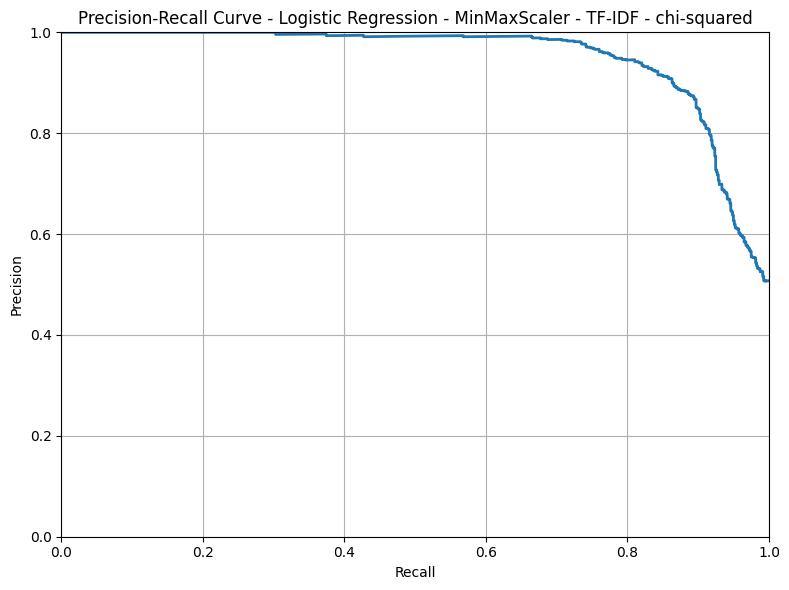 Precision-Recall Curve - Logistic Regression - MinMaxScaler - TF-IDF - chi-squared
1.0
0.8
0.6
0.4
0.2
0.0
Precision
0.0 0.2 0.4 0.6 0.8 1.0
Recall